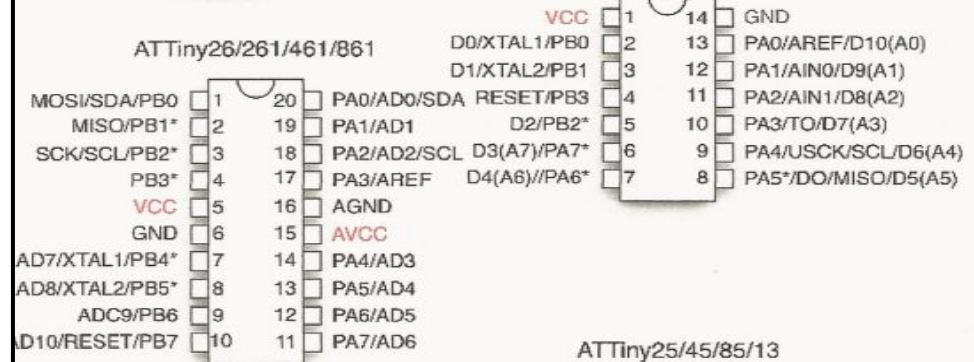 ATTiny26/261/461/861
MOSI/SDA/PB0 1 20 PA0/AD0/SDA
MISO/PB1* 2 19 PA1/AD1
SCK/SCL/PB2* 3 18 PA2/AD2/SCL
PB3* 4 17 PA3/AREF
VCC 5 16 AGND
GND 6 15 AVCC
AD7/XTAL1/PB4* 7 14 PA4/AD3
AD8/XTAL2/PB5* 8 13 PA5/AD4
ADC9/PB6 9 12 PA6/AD5
D10/RESET/PB7 10 11 PA7/AD6
VCC 1 14 GND
D0/XTAL1/PB0 2 13 PA0/AREF/D10(A0)
D1/XTAL2/PB1 3 12 PA1/AIN0/D9(A1)
RESET/PB3 4 11 PA2/AIN1/D8(A2)
D2/PB2* 5 10 PA3/TO/D7(A3)
D3(A7)/PA7* 6 9 PA4/USCK/SCL/D6(A4)
D4(A6)//PA6* 7 8 PA5*/DO/MISO/D5(A5)
ATTiny25/45/85/13